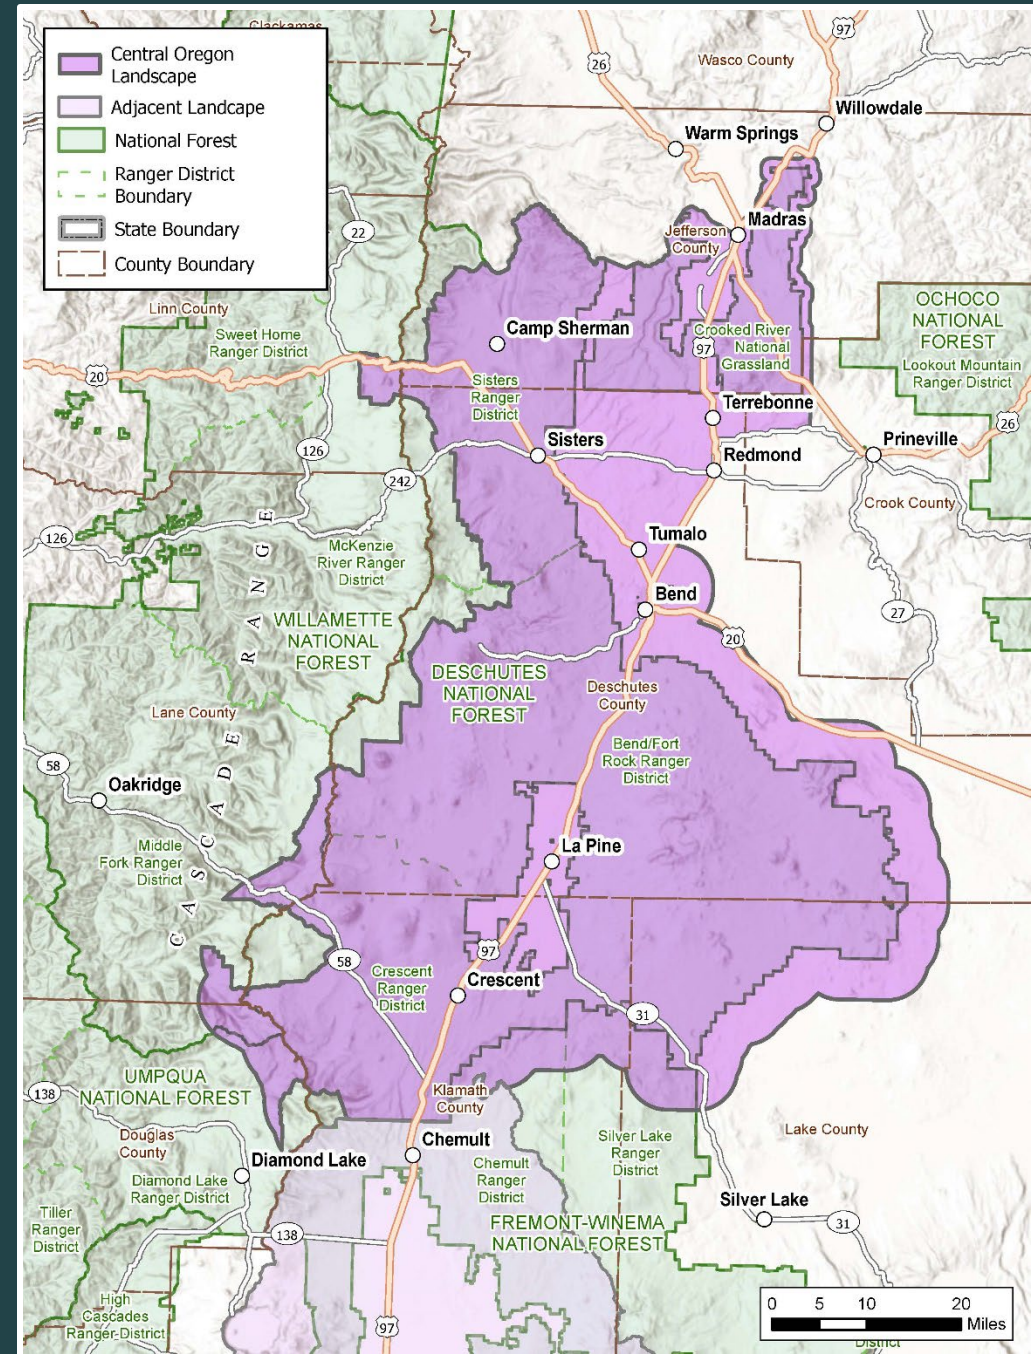 Clackamas
Central Oregon
Landscape
Adjacent Landcape
National Forest
Ranger District
Boundary
State Boundary
County Boundary
97
26
Wasco County
Willowdale
Warm Springs
22
Madras
Jefferson
County
Linn County
OCHOCO
NATIONAL
FOREST
Lookout Mountain
Ranger District
Sweet Home
Ranger District
Camp Sherman
Crooked River
National
Grassland
97
20
Sisters
Ranger
District
Terrebonne
26
Sisters
Prineville
126
Redmond
242
Crook County
126
Tumalo
McKenzie
River Ranger
District
Bend
27
WILLAMETTE
NATIONAL
FOREST
20
DESCHUTES
NATIONAL
FOREST
Deschutes
County
Lane County
CASCADE RANGE
Bend/Fort
Rock Ranger
District
58
Oakridge
Middle
Fork Ranger
District
La Pine
97
58
Crescent
Ranger
District
Crescent
31
UMPQUA
NATIONAL FOREST
138
Klamath
County
Douglas
County
Chemult
Silver Lake
Ranger
District
Lake County
Diamond Lake
Diamond Lake
Ranger District
Chemult
Ranger
District
Tiller
Ranger
District
Silver Lake
FREMONT-WINEMA
NATIONAL FOREST
31
138
High
Cascades
Ranger District
97
0 5 10 20
Miles
District